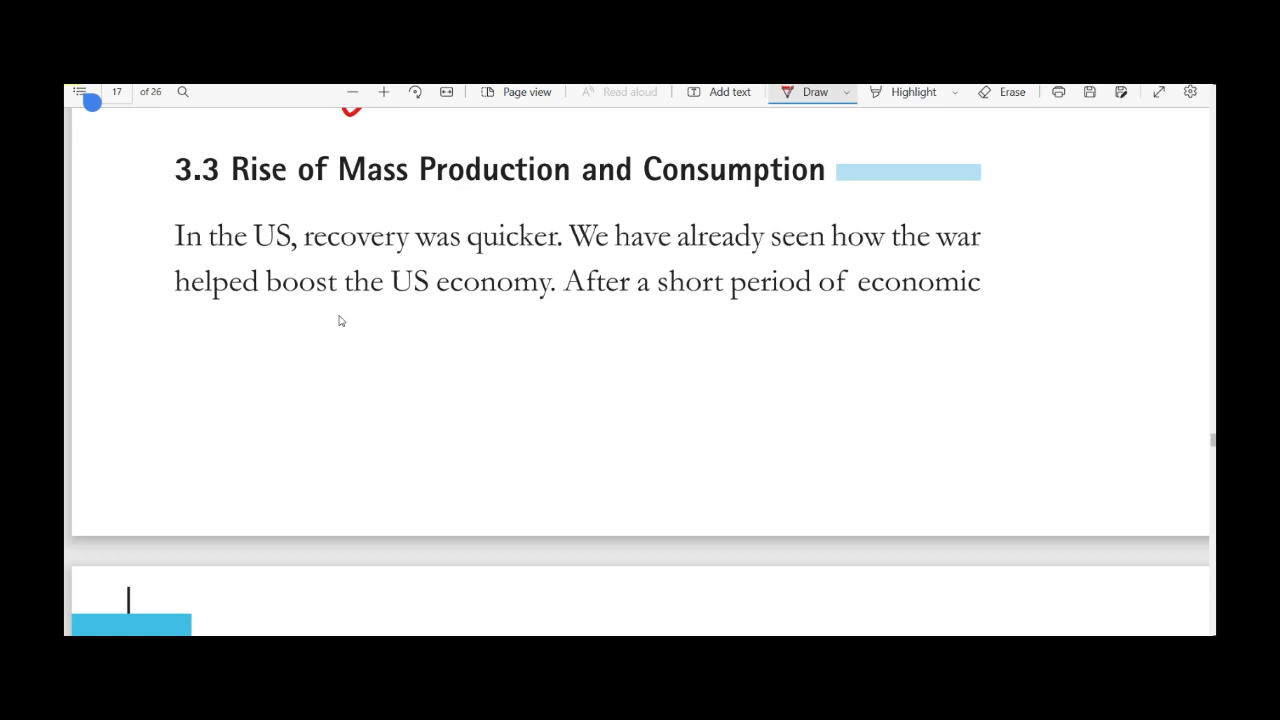 17 of 26 Page view Read aloud Add text Draw Highlight Erase
3.3 Rise of Mass Production and Consumption
In the US, recovery was quicker. We have already seen how the war
helped boost the US economy. After a short period of economic